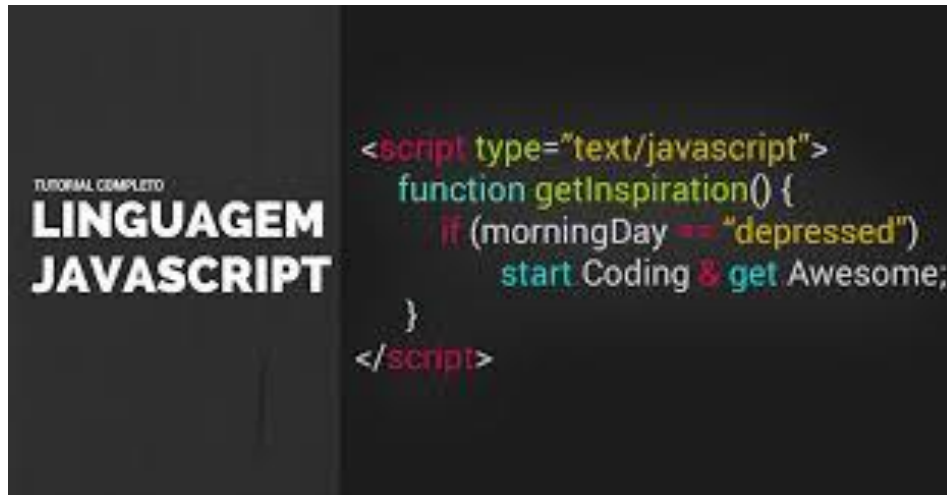 TUTORIAL COMPLETO
LINGUAGEM
JAVASCRIPT
<script type="text/javascript">
function getInspiration() {
if (morningDay == “depressed”)
start Coding & get Awesome;
}
</script>